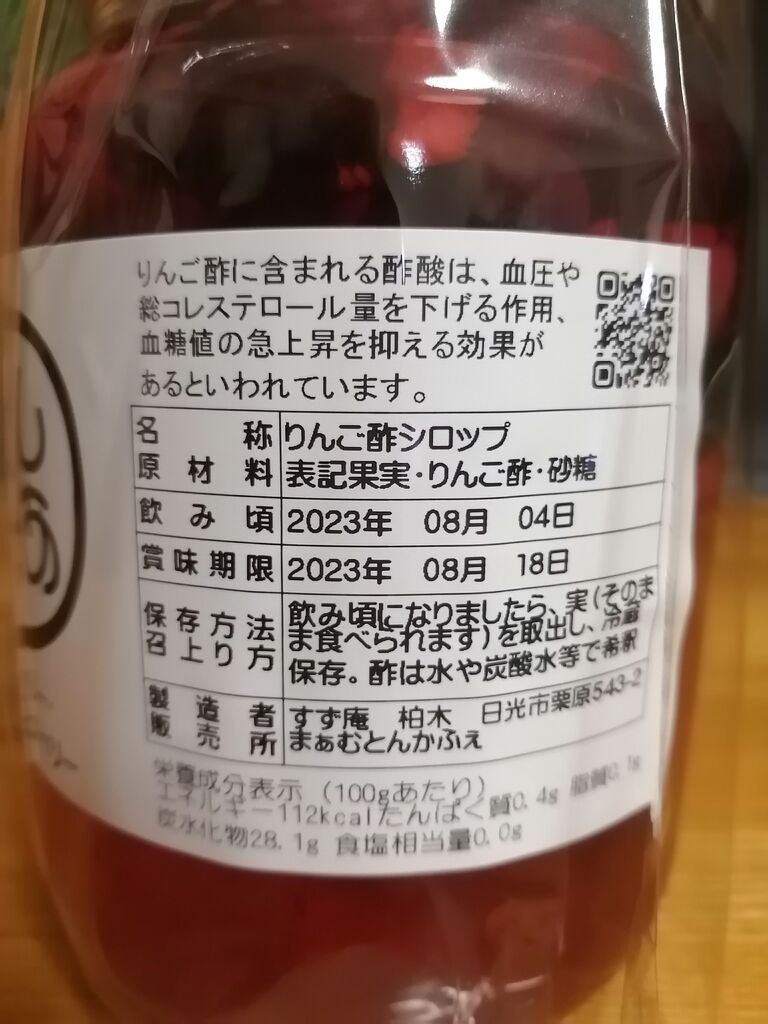 りんご酢に含まれる酢酸は、血圧や
総コレステロール量を下げる作用、
血糖値の急上昇を抑える効果が
あるといわれています。
名称 りんご酢シロップ
原材料 表記果実・りんご酢・砂糖
飲み頃 2023年 08月 04日
賞味期限 2023年 08月 18日
保存方法 飲み頃になりましたら、実(そのま
召上り方 ま食べられます)を取出し、冷蔵
保存。酢は水や炭酸水等で希釈
製造者 すず庵 柏木 日光市栗原543-2
販売所 まぁむとんかふぇ
栄養成分表示 (100gあたり)
エネルギー112kcalたんぱく質0.4g 脂質0.1g
炭水化物28.1g 食塩相当量0.0g